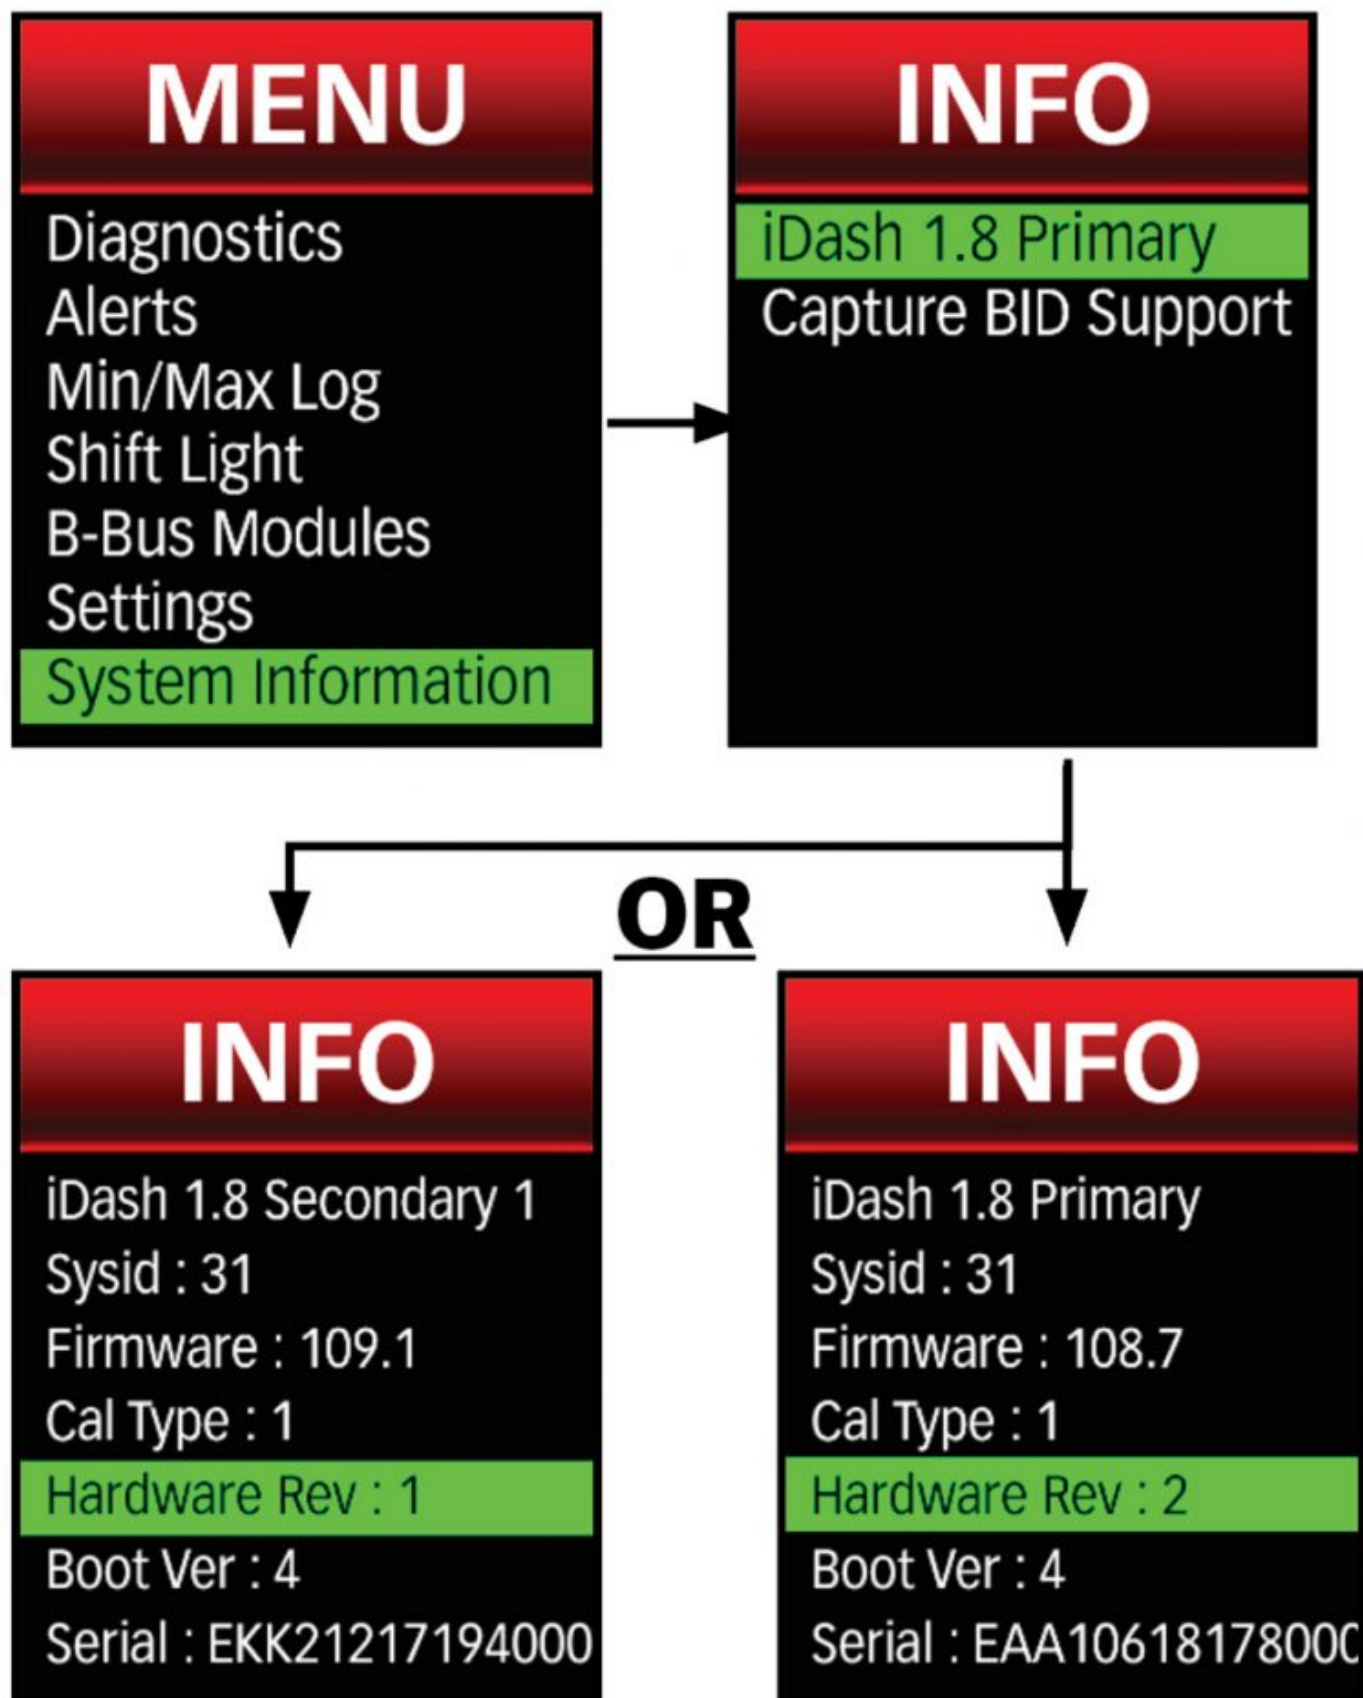 MENU
Diagnostics
Alerts
Min/Max Log
Shift Light
B-Bus Modules
Settings
System Information
INFO
iDash 1.8 Primary
Capture BID Support
OR
INFO
iDash 1.8 Secondary 1
Sysid : 31
Firmware : 109.1
Cal Type : 1
Hardware Rev : 1
Boot Ver : 4
Serial : EKK21217194000
INFO
iDash 1.8 Primary
Sysid : 31
Firmware : 108.7
Cal Type : 1
Hardware Rev : 2
Boot Ver : 4
Serial : EAA10618178000